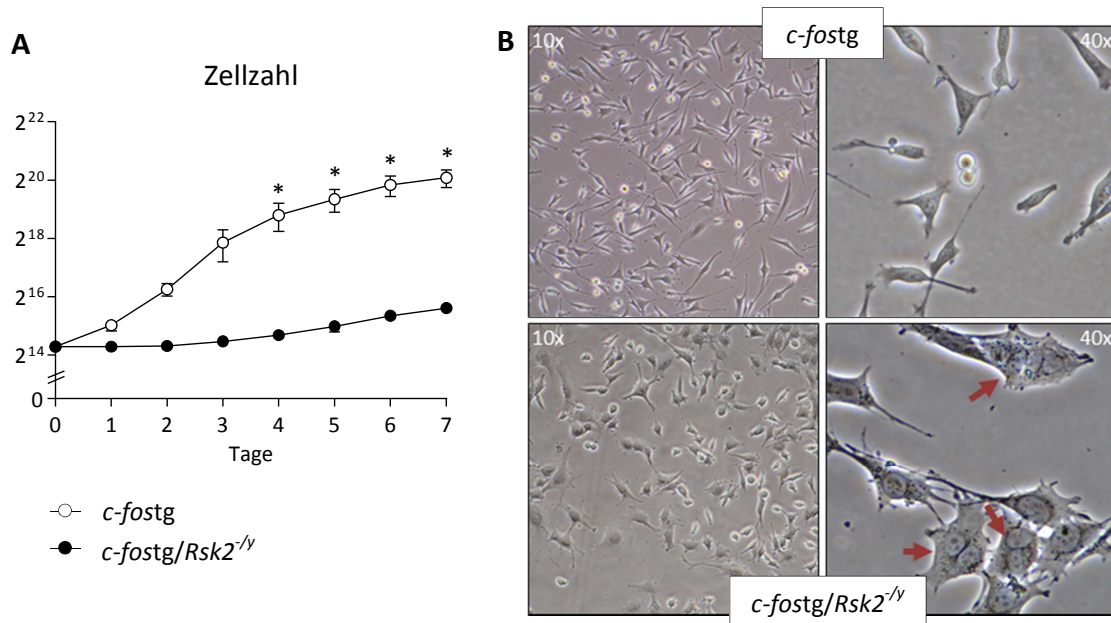 A
Zellzahl
2^22
2^20
2^18
2^16
2^14
0
* * * *
0 1 2 3 4 5 6 7
Tage
c-fostg
c-fostg/Rsk2^-/y
B
c-fostg
10x
40x
10x
40x
c-fostg/Rsk2^-/y